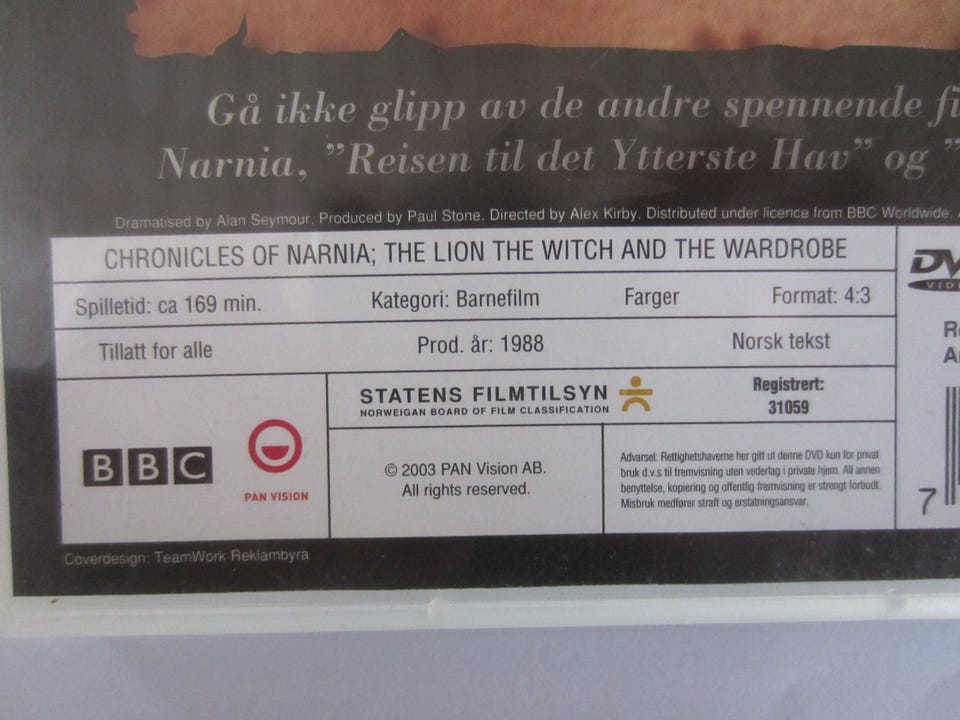 Gå ikke glipp av de andre spennende
Narnia, ”Reisen til det Ytterste Hav” og ”
Dramatised by Alan Seymour. Produced by Paul Stone, Directed by Alex Kirby. Distributed under licence from BBC Worldwide.
CHRONICLES OF NARNIA; THE LION THE WITCH AND THE WARDROBE
Spilletid: ca 169 min. Kategori: Barnefilm Farger Format: 4:3
Tillatt for alle Prod. år: 1988 Norsk tekst
STATENS FILMTILSYN
NORWEIGAN BOARD OF FILM CLASSIFICATION
Registrert:
31059
BBC
PAN VISION
© 2003 PAN Vision AB.
All rights reserved.
Advarsel: Rettighetshaverne her gitt ut denne DVD kun for privat
bruk d.v.s til fremvisning uten vederlag i private hjem. All annen
benyttelse, kopiering og offentlig fremvisning er strengt forbudt.
Misbruk medfører straff og erstatningsansvar.
Coverdesign: TeamWork Reklambyrå
VIDE
7